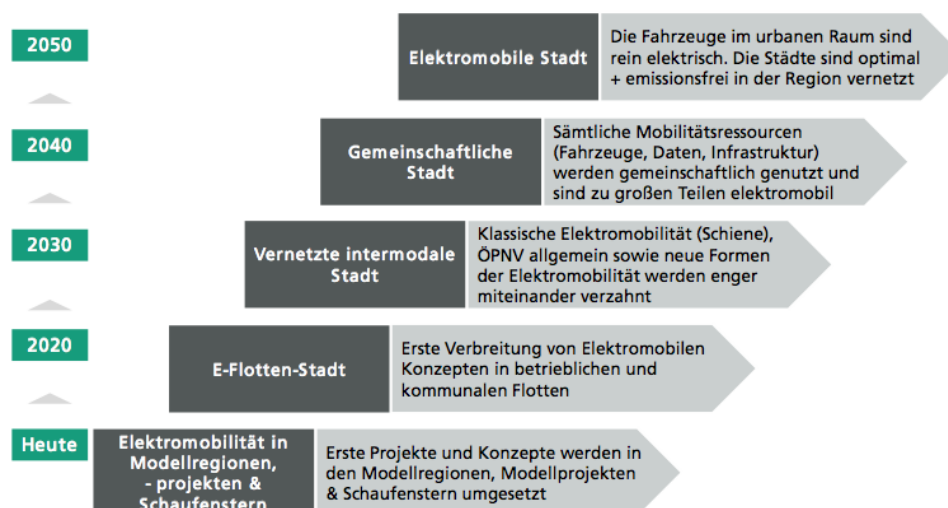 2050
Elektromobile Stadt
Die Fahrzeuge im urbanen Raum sind
rein elektrisch. Die Städte sind optimal
+ emissionsfrei in der Region vernetzt
2040
Gemeinschaftliche
Stadt
Sämtliche Mobilitätsressourcen
(Fahrzeuge, Daten, Infrastruktur)
werden gemeinschaftlich genutzt und
sind zu großen Teilen elektromobil
2030
Vernetzte intermodale
Stadt
Klassische Elektromobilität (Schiene),
ÖPNV allgemein sowie neue Formen
der Elektromobilität werden enger
miteinander verzahnt
2020
E-Flotten-Stadt
Erste Verbreitung von Elektromobilen
Konzepten in betrieblichen und
kommunalen Flotten
Heute
Elektromobilität in
Modellregionen,
- projekten &
Schaufenstern
Erste Projekte und Konzepte werden in
den Modellregionen, Modellprojekten
& Schaufenstern umgesetzt